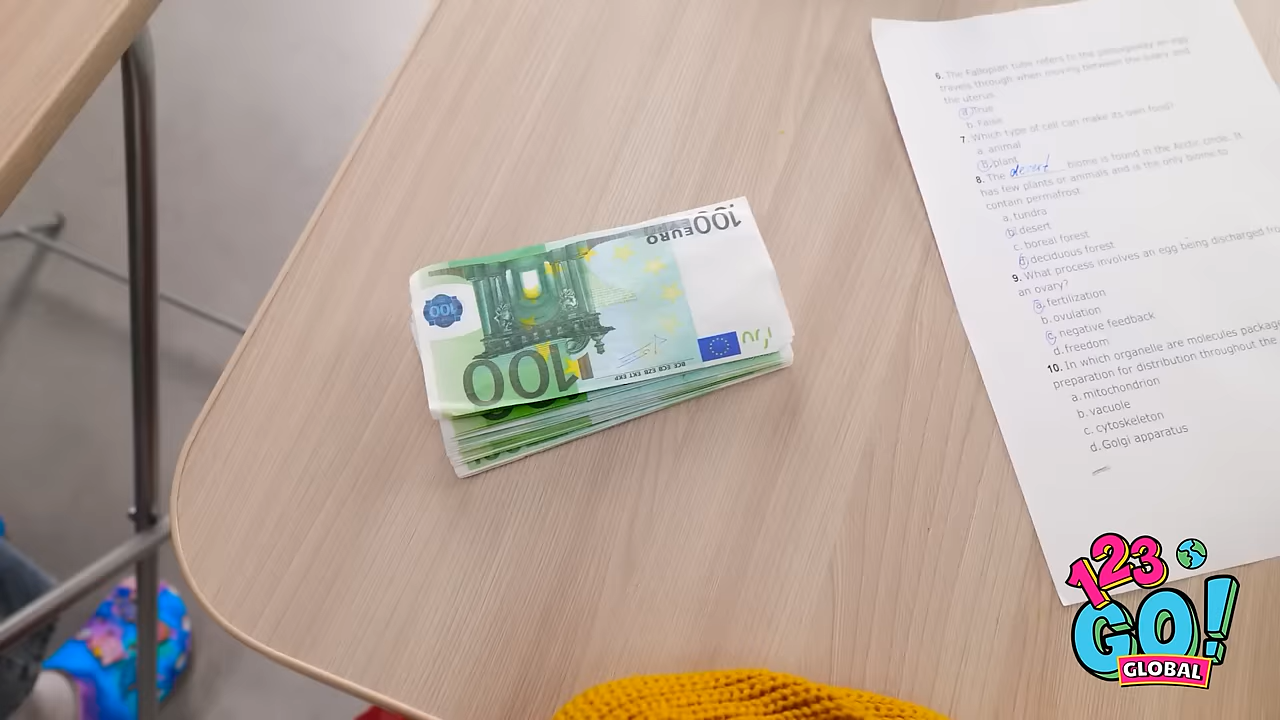 100 EURO
100
100
BCE ECB EZB EKT EKP
6. The Fallopian tube refers to the
travels through when moving between the ovary and
the uterus.
a. True
b. False
7. Which type of cell can make its own food?
a. animal
b. plant
8. The desert biome is found in the Arctic circle. It
has few plants or animals and is the only biome to
contain permafrost.
a. tundra
b. desert
c. boreal forest
d. deciduous forest
9. What process involves an egg being discharged fro
an ovary?
a. fertilization
b. ovulation
c. negative feedback
d. freedom
10. In which organelle are molecules packag
preparation for distribution throughout the
a. mitochondrion
b. vacuole
c. cytoskeleton
d. Golgi apparatus
123
GO!
GLOBAL